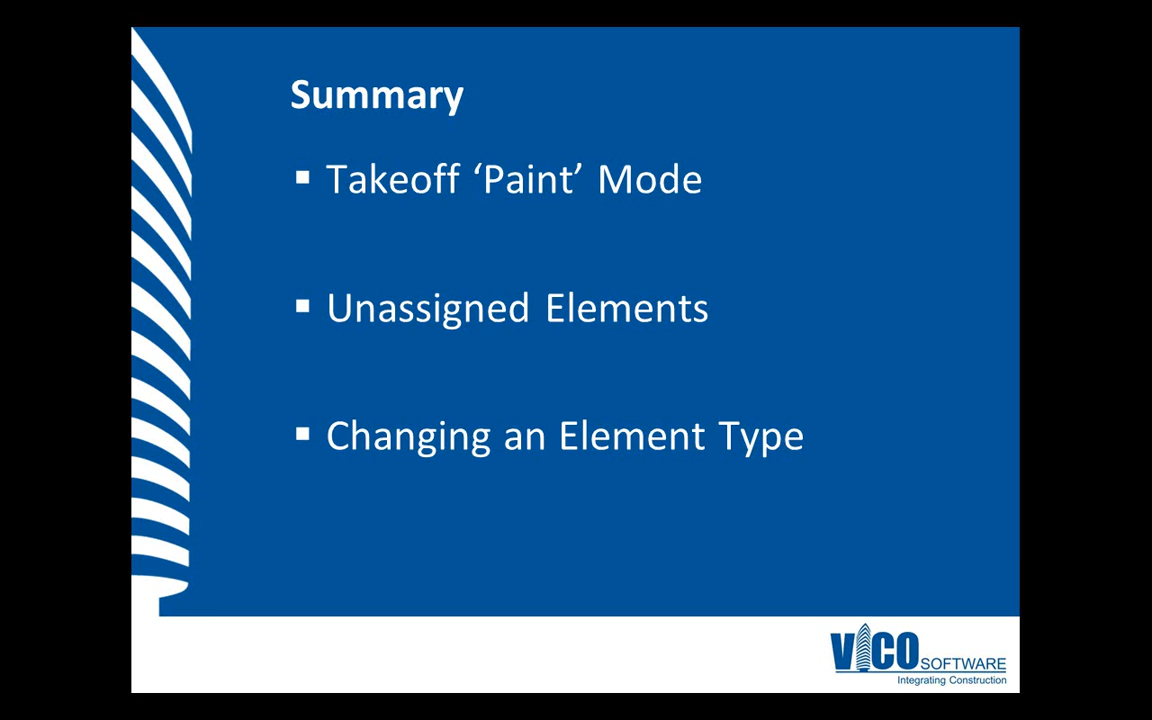 Summary
▪ Takeoff ‘Paint’ Mode
▪ Unassigned Elements
▪ Changing an Element Type
VICO SOFTWARE
Integrating Construction